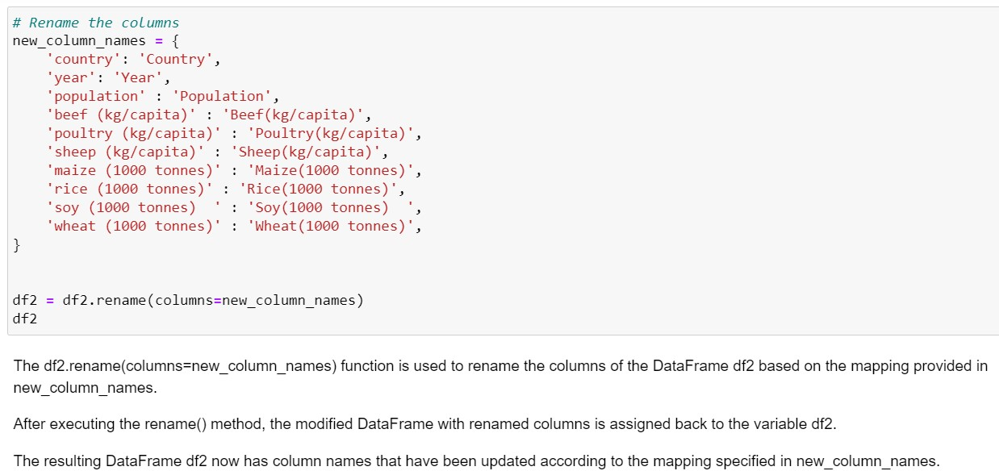 # Rename the columns
new_column_names = {
    'country': 'Country',
    'year': 'Year',
    'population' : 'Population',
    'beef (kg/capita)' : 'Beef(kg/capita)',
    'poultry (kg/capita)' : 'Poultry(kg/capita)',
    'sheep (kg/capita)' : 'Sheep(kg/capita)',
    'maize (1000 tonnes)' : 'Maize(1000 tonnes)',
    'rice (1000 tonnes)' : 'Rice(1000 tonnes)',
    'soy (1000 tonnes)  ' : 'Soy(1000 tonnes)  ',
    'wheat (1000 tonnes)' : 'Wheat(1000 tonnes)',
}
df2 = df2.rename(columns=new_column_names)
df2
The df2.rename(columns=new_column_names) function is used to rename the columns of the DataFrame df2 based on the mapping provided in
new_column_names.
After executing the rename() method, the modified DataFrame with renamed columns is assigned back to the variable df2.
The resulting DataFrame df2 now has column names that have been updated according to the mapping specified in new_column_names.